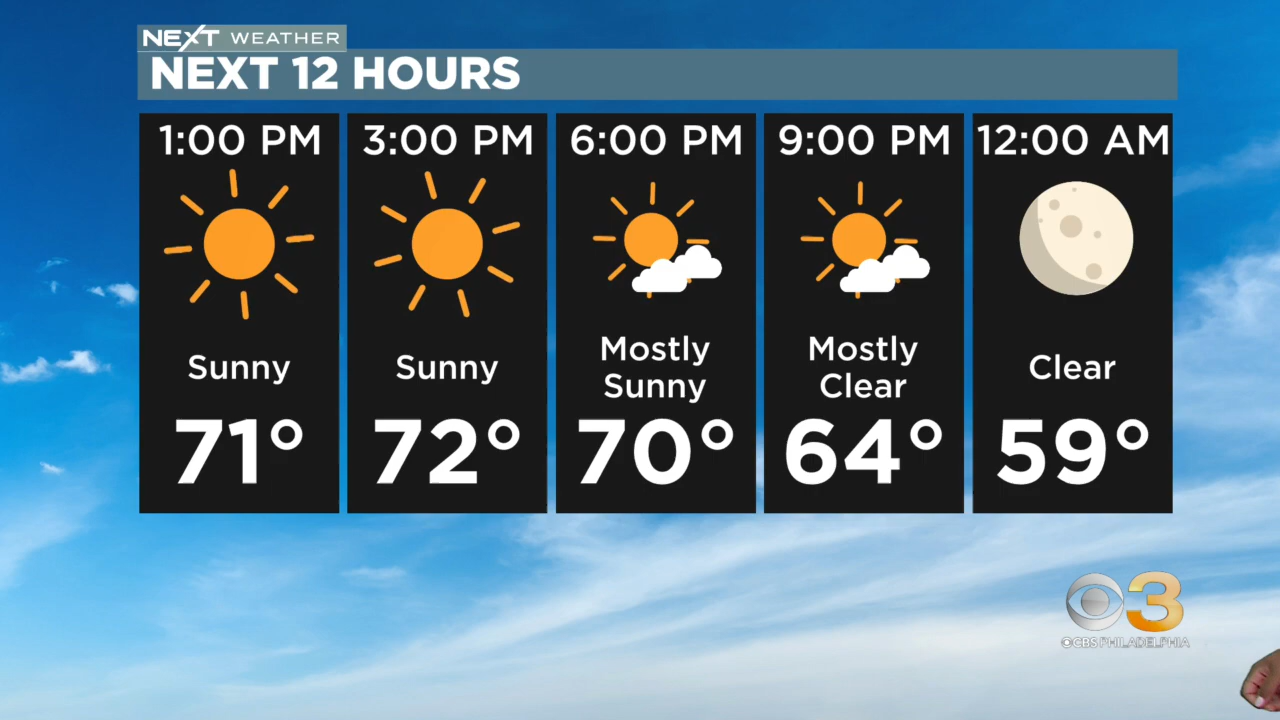 NEXT WEATHER
NEXT 12 HOURS
1:00 PM
Sunny
71°
3:00 PM
Sunny
72°
6:00 PM
Mostly
Sunny
70°
9:00 PM
Mostly
Clear
64°
12:00 AM
Clear
59°
3
CBS PHILADELPHIA